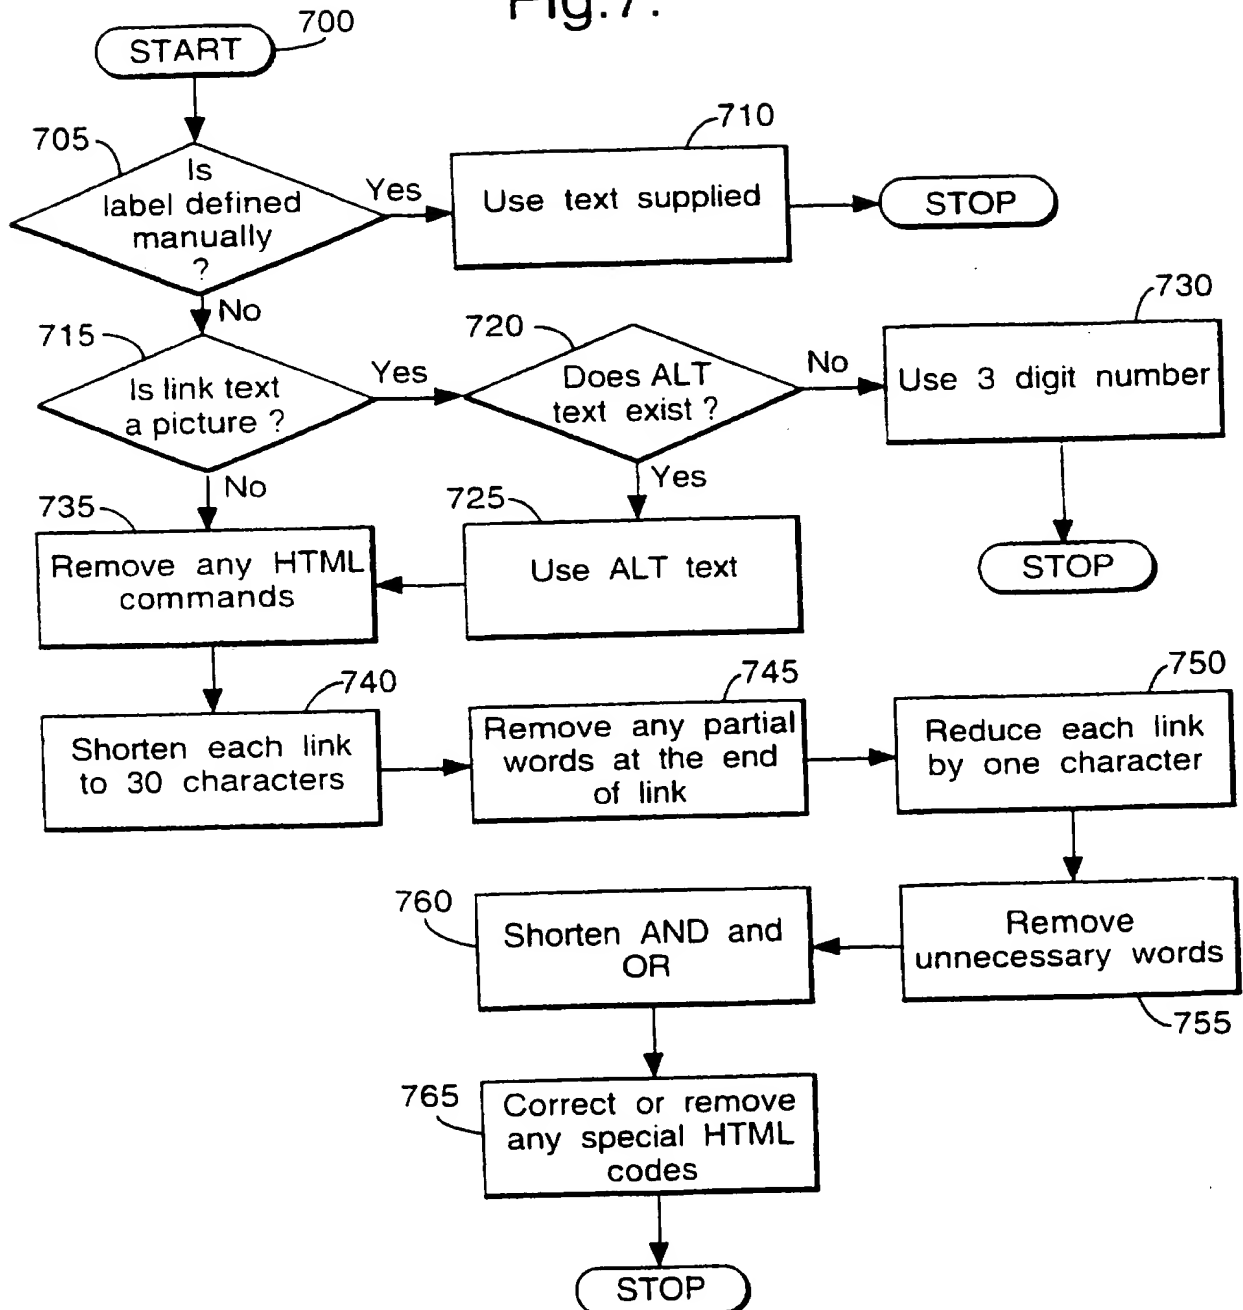 Fig.7.
START
700
705
Is
label defined
manually
?
Yes
710
Use text supplied
STOP
No
715
Is link text
a picture ?
Yes
720
Does ALT
text exist ?
No
730
Use 3 digit number
STOP
No
Yes
725
Use ALT text
735
Remove any HTML
commands
740
Shorten each link
to 30 characters
745
Remove any partial
words at the end
of link
750
Reduce each link
by one character
755
Remove
unnecessary words
760
Shorten AND and
OR
765
Correct or remove
any special HTML
codes
STOP